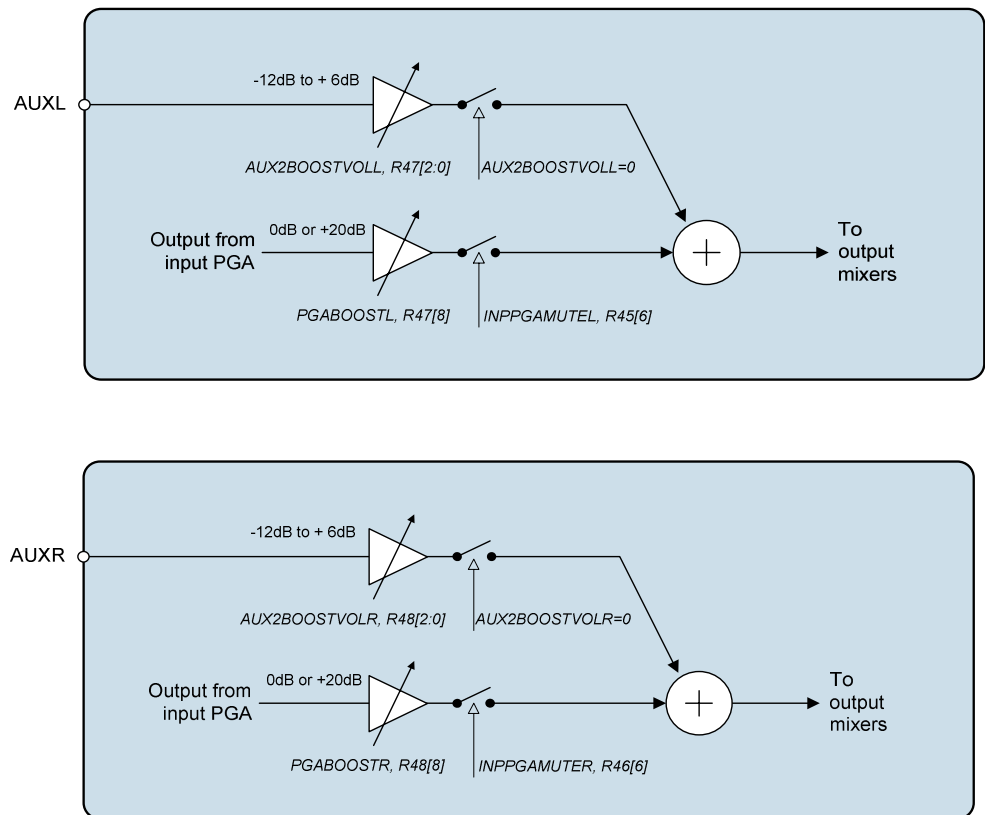 -12dB to + 6dB
AUXL
AUX2BOOSTVOLL, R47[2:0]
AUX2BOOSTVOLL=0
Output from
input PGA
0dB or +20dB
To
output
mixers
PGABOOSTL, R47[8]
INPPGAMUTEL, R45[6]
-12dB to + 6dB
AUXR
AUX2BOOSTVOLR, R48[2:0]
AUX2BOOSTVOLR=0
Output from
input PGA
0dB or +20dB
To
output
mixers
PGABOOSTR, R48[8]
INPPGAMUTER, R46[6]